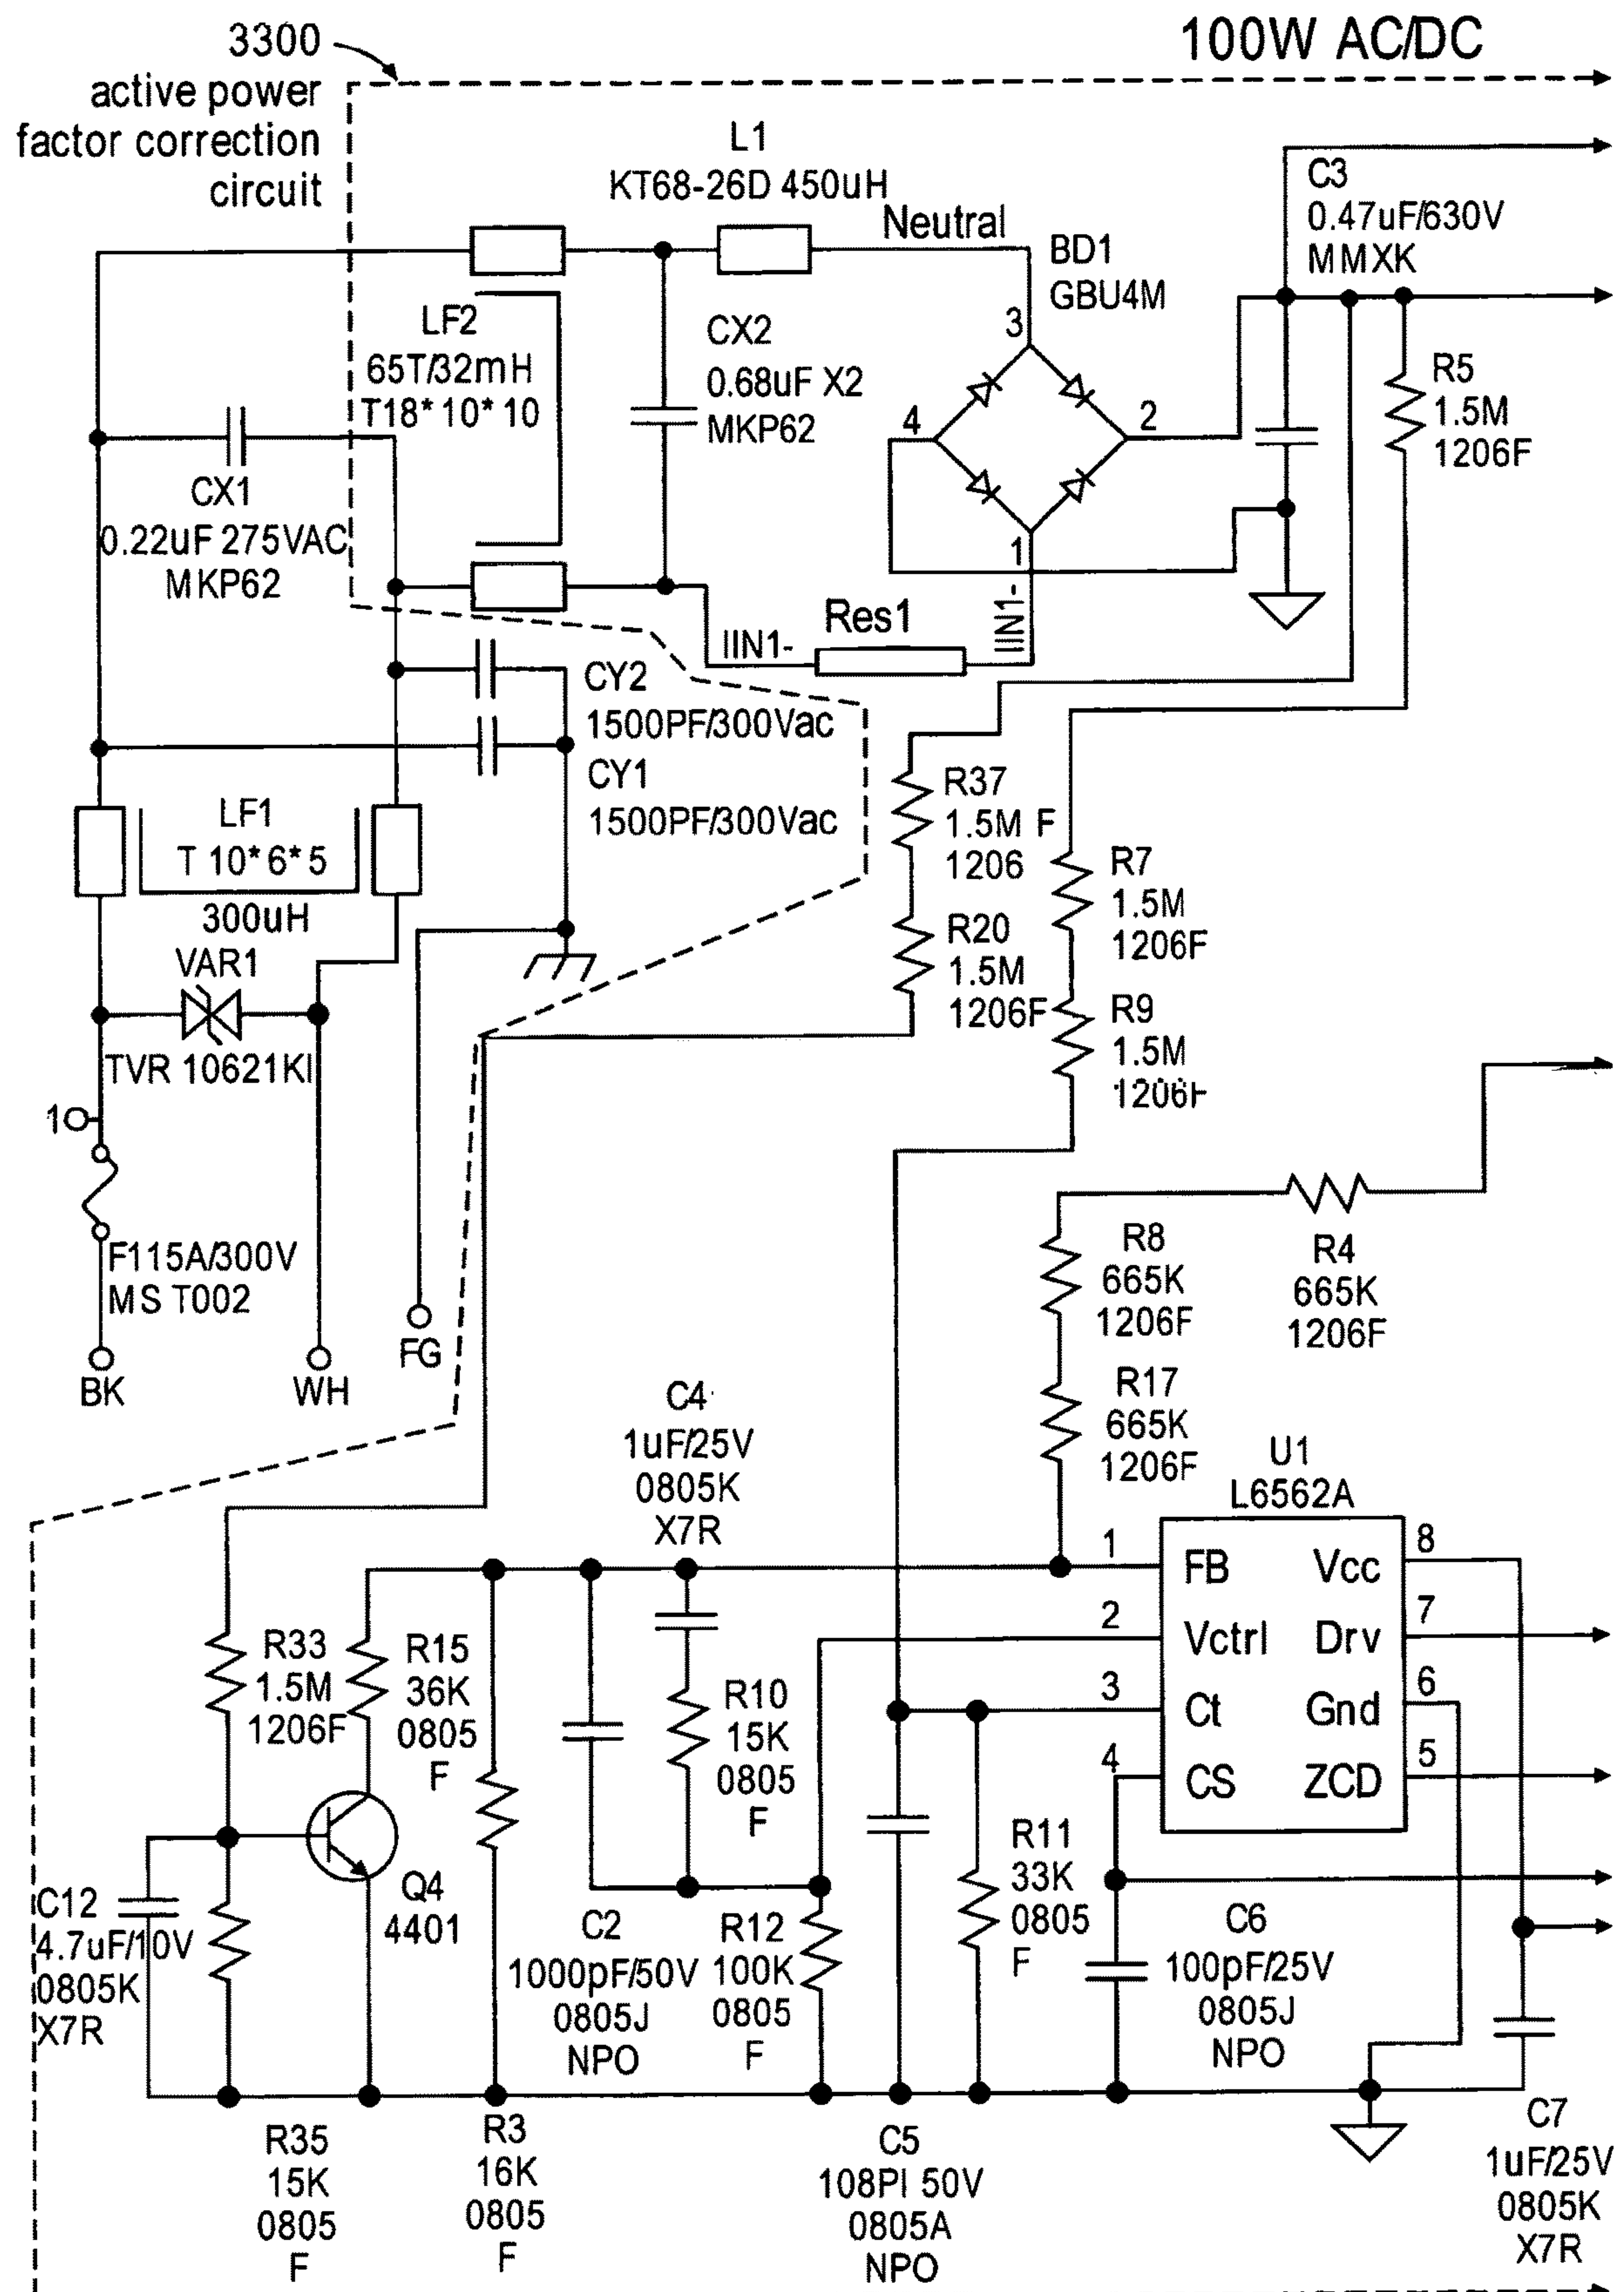 100W AC/DC
3300
active power
factor correction
circuit
L1
KT68-26D 450uH
Neutral
C3
0.47uF/630V
MMXK
BD1
GBU4M
LF2
65T/32mH
T18*10*10
CX2
0.68uF X2
MKP62
3
4
2
1
R5
1.5M
1206F
CX1
0.22uF 275VAC
MKP62
IIN1-
Res1
IIN1-
CY2
1500PF/300Vac
CY1
1500PF/300Vac
LF1
T 10*6*5
300uH
R37
1.5M F
1206
R7
1.5M
1206F
R20
1.5M
1206F
R9
1.5M
1206F
VAR1
TVR 10621KI
1
F115A/300V
MS T002
BK
WH
FG
R8
665K
1206F
R4
665K
1206F
R17
665K
1206F
C4
1uF/25V
0805K
X7R
U1
L6562A
1
FB
Vcc
8
2
Vctrl
Drv
7
3
Ct
Gnd
6
4
CS
ZCD
5
R33
1.5M
1206F
R15
36K
0805
F
R10
15K
0805
F
R11
33K
0805
F
C12
4.7uF/10V
0805K
X7R
Q4
4401
C2
1000pF/50V
0805J
NPO
R12
100K
0805
F
C6
100pF/25V
0805J
NPO
R35
15K
0805
F
R3
16K
0805
F
C5
108PI 50V
0805A
NPO
C7
1uF/25V
0805K
X7R